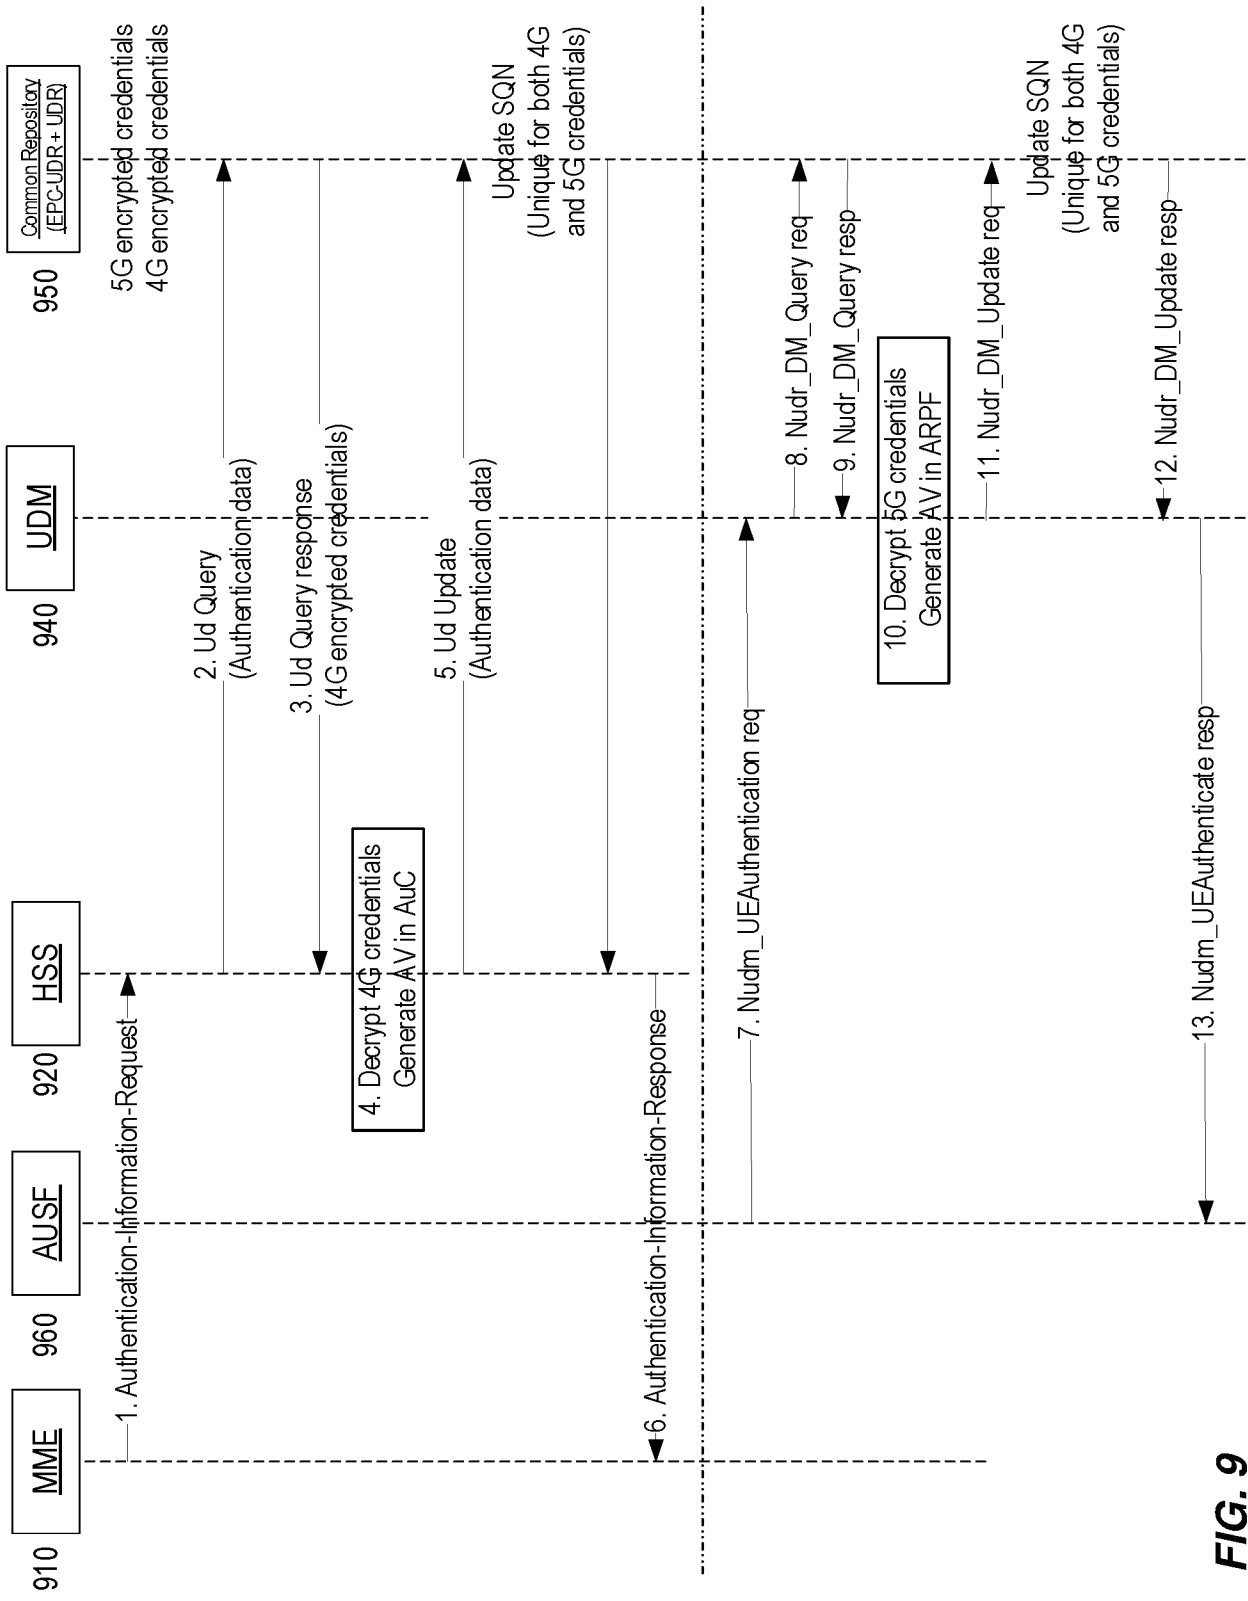 910
MME
960
AUSF
920
HSS
940
UDM
950
Common Repository
(EPC-UDR + UDR)
5G encrypted credentials
4G encrypted credentials
1. Authentication-Information-Request
2. Ud Query
(Authentication data)
3. Ud Query response
(4G encrypted credentials)
4. Decrypt 4G credentials
Generate AV in AuC
5. Ud Update
(Authentication data)
Update SQN
(Unique for both 4G
and 5G credentials)
6. Authentication-Information-Response
7. Nudm_UEAuthentication req
8. Nudr_DM_Query req
9. Nudr_DM_Query resp
10. Decrypt 5G credentials
Generate AV in ARPF
11. Nudr_DM_Update req
Update SQN
(Unique for both 4G
and 5G credentials)
12. Nudr_DM_Update resp
13. Nudm_UEAuthenticate resp
FIG. 9